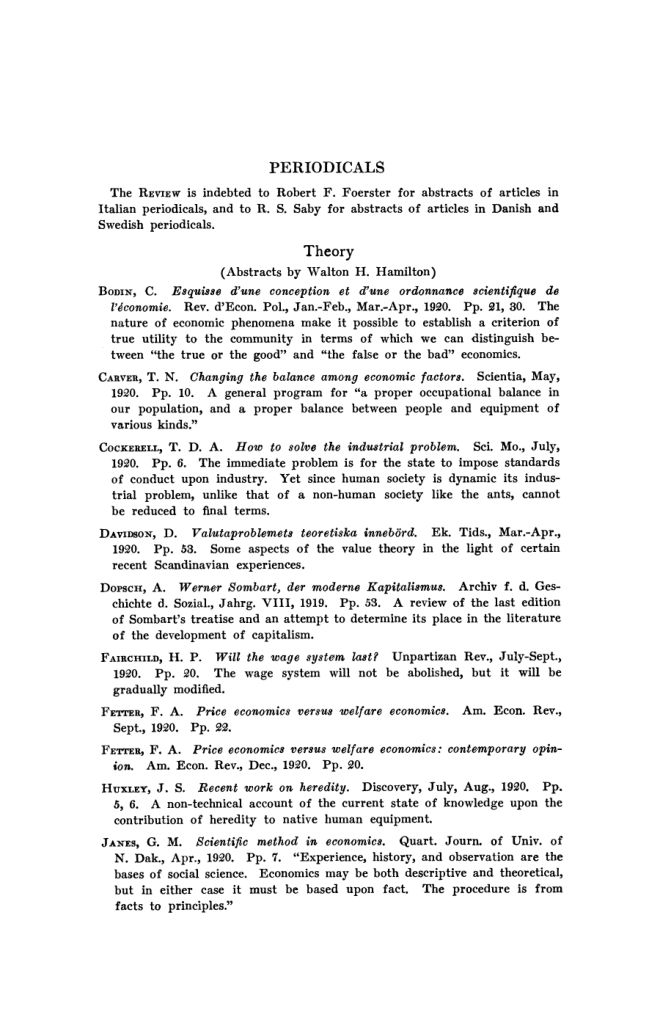 PERIODICALS
The REVIEW is indebted to Robert F. Foerster for abstracts of articles in
Italian periodicals, and to R. S. Saby for abstracts of articles in Danish and
Swedish periodicals.
Theory
(Abstracts by Walton H. Hamilton)
BODIN, C. Esquisse d'une conception et d'une ordonnance scientifique de
l'économie. Rev. d'Econ. Pol., Jan.-Feb., Mar.-Apr., 1920. Pp. 21, 30. The
nature of economic phenomena make it possible to establish a criterion of
true utility to the community in terms of which we can distinguish be-
tween "the true or the good" and "the false or the bad" economics.
CARVER, T. N. Changing the balance among economic factors. Scientia, May,
1920. Pp. 10. A general program for "a proper occupational balance in
our population, and a proper balance between people and equipment of
various kinds."
COCKERELL, T. D. A. How to solve the industrial problem. Sci. Mo., July,
1920. Pp. 6. The immediate problem is for the state to impose standards
of conduct upon industry. Yet since human society is dynamic its indus-
trial problem, unlike that of a non-human society like the ants, cannot
be reduced to final terms.
DAVIDSON, D. Valutaproblemets teoretiska innebörd. Ek. Tids., Mar.-Apr.,
1920. Pp. 53. Some aspects of the value theory in the light of certain
recent Scandinavian experiences.
DOPSCH, A. Werner Sombart, der moderne Kapitalismus. Archiv f. d. Ges-
chichte d. Sozial., Jahrg. VIII, 1919. Pp. 53. A review of the last edition
of Sombart's treatise and an attempt to determine its place in the literature
of the development of capitalism.
FAIRCHILD, H. P. Will the wage system last? Unpartizan Rev., July-Sept.,
1920. Pp. 20. The wage system will not be abolished, but it will be
gradually modified.
FETTER, F. A. Price economics versus welfare economics. Am. Econ. Rev.,
Sept., 1920. Pp. 22.
FETTER, F. A. Price economics versus welfare economics: contemporary opin-
ion. Am. Econ. Rev., Dec., 1920. Pp. 20.
HUXLEY, J. S. Recent work on heredity. Discovery, July, Aug., 1920. Pp.
5, 6. A non-technical account of the current state of knowledge upon the
contribution of heredity to native human equipment.
JANES, G. M. Scientific method in economics. Quart. Journ. of Univ. of
N. Dak., Apr., 1920. Pp. 7. "Experience, history, and observation are the
bases of social science. Economics may be both descriptive and theoretical,
but in either case it must be based upon fact. The procedure is from
facts to principles."